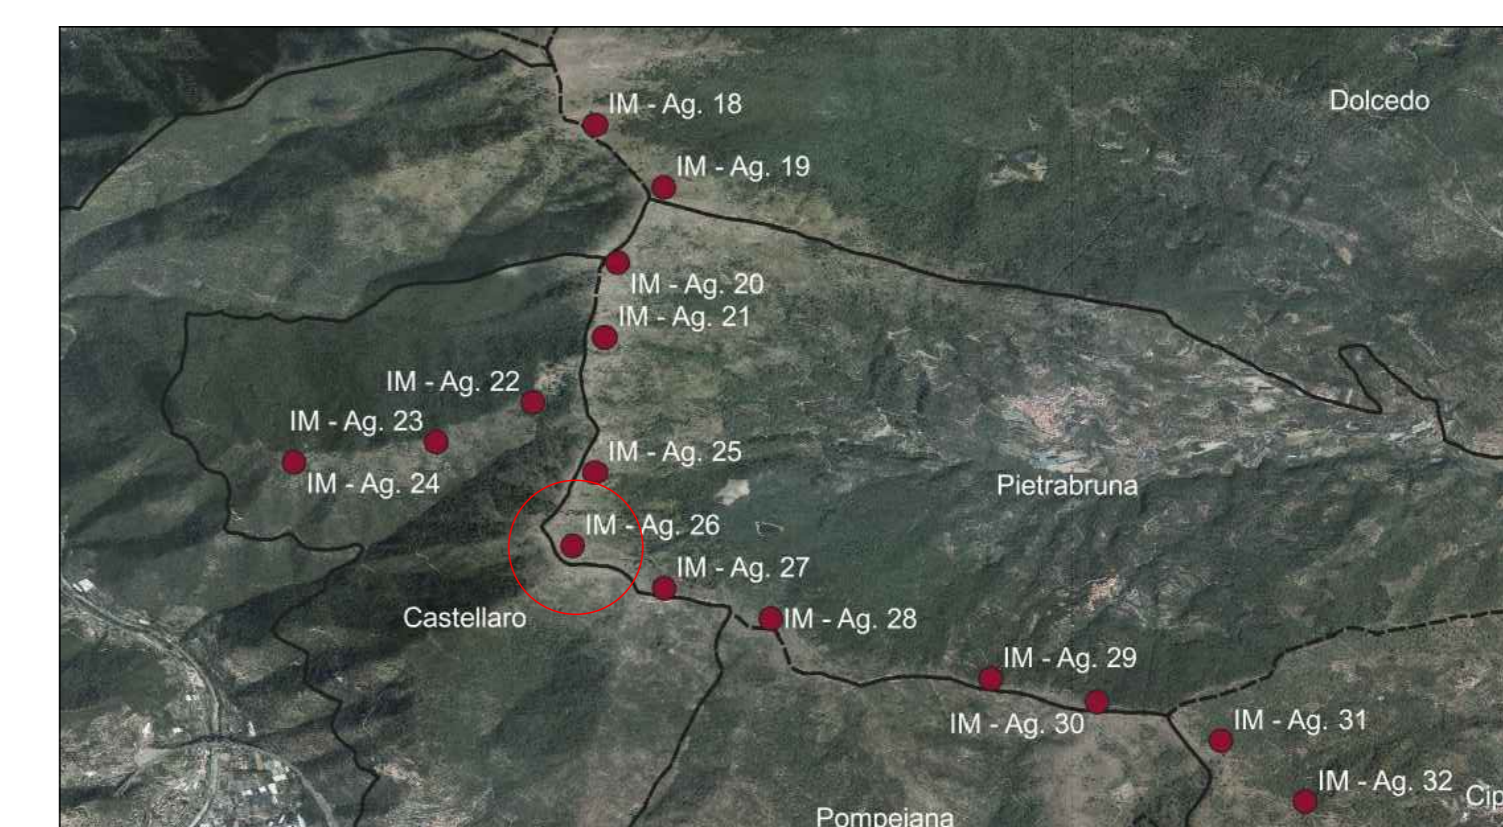 Dolcedo
IM - Ag. 18
IM - Ag. 19
IM - Ag. 20
IM - Ag. 21
IM - Ag. 22
IM - Ag. 23
IM - Ag. 24
IM - Ag. 25
Pietrabruna
IM - Ag. 26
IM - Ag. 27
Castellaro
IM - Ag. 28
IM - Ag. 29
IM - Ag. 30
IM - Ag. 31
IM - Ag. 32
Cip
Pompeiana